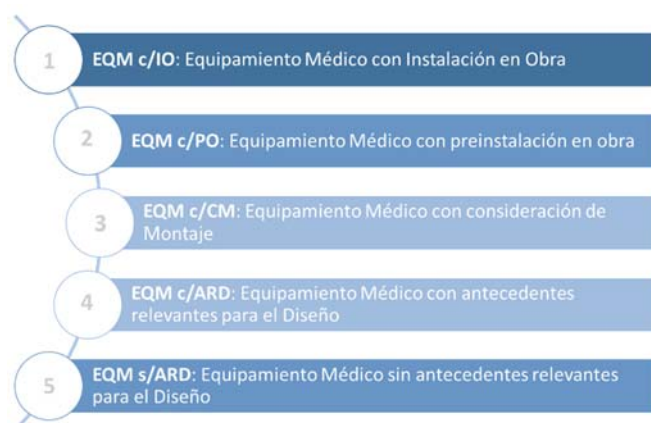 1
EQM c/IO: Equipamiento Médico con Instalación en Obra
2
EQM c/PO: Equipamiento Médico con preinstalación en obra
3
EQM c/CM: Equipamiento Médico con consideración de
Montaje
4
EQM c/ARD: Equipamiento Médico con antecedentes
relevantes para el Diseño
5
EQM s/ARD: Equipamiento Médico sin antecedentes relevantes
para el Diseño